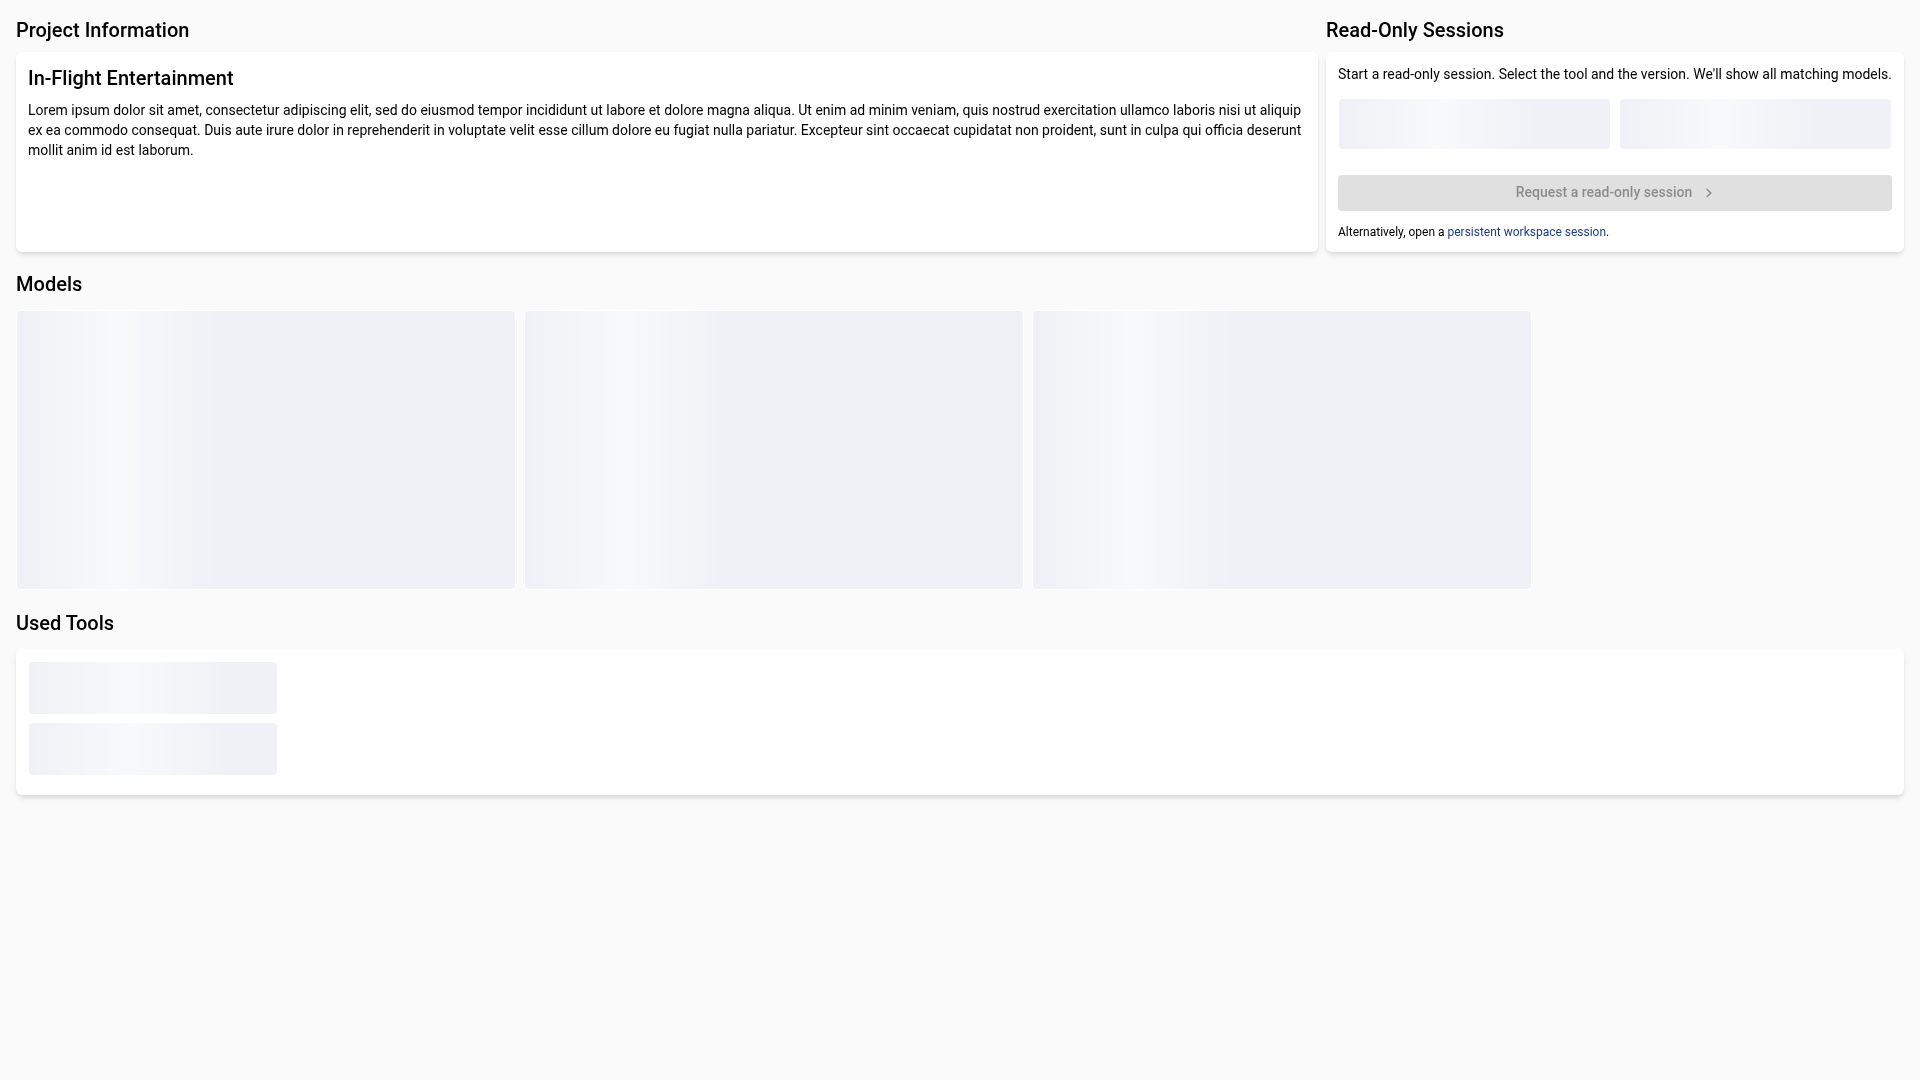 Project Information
In-Flight Entertainment
Lorem ipsum dolor sit amet, consectetur adipiscing elit, sed do eiusmod tempor incididunt ut labore et dolore magna aliqua. Ut enim ad minim veniam, quis nostrud exercitation ullamco laboris nisi ut aliquip
ex ea commodo consequat. Duis aute irure dolor in reprehenderit in voluptate velit esse cillum dolore eu fugiat nulla pariatur. Excepteur sint occaecat cupidatat non proident, sunt in culpa qui officia deserunt
mollit anim id est laborum.
Read-Only Sessions
Start a read-only session. Select the tool and the version. We'll show all matching models.
Request a read-only session
Alternatively, open a persistent workspace session.
Models
Used Tools